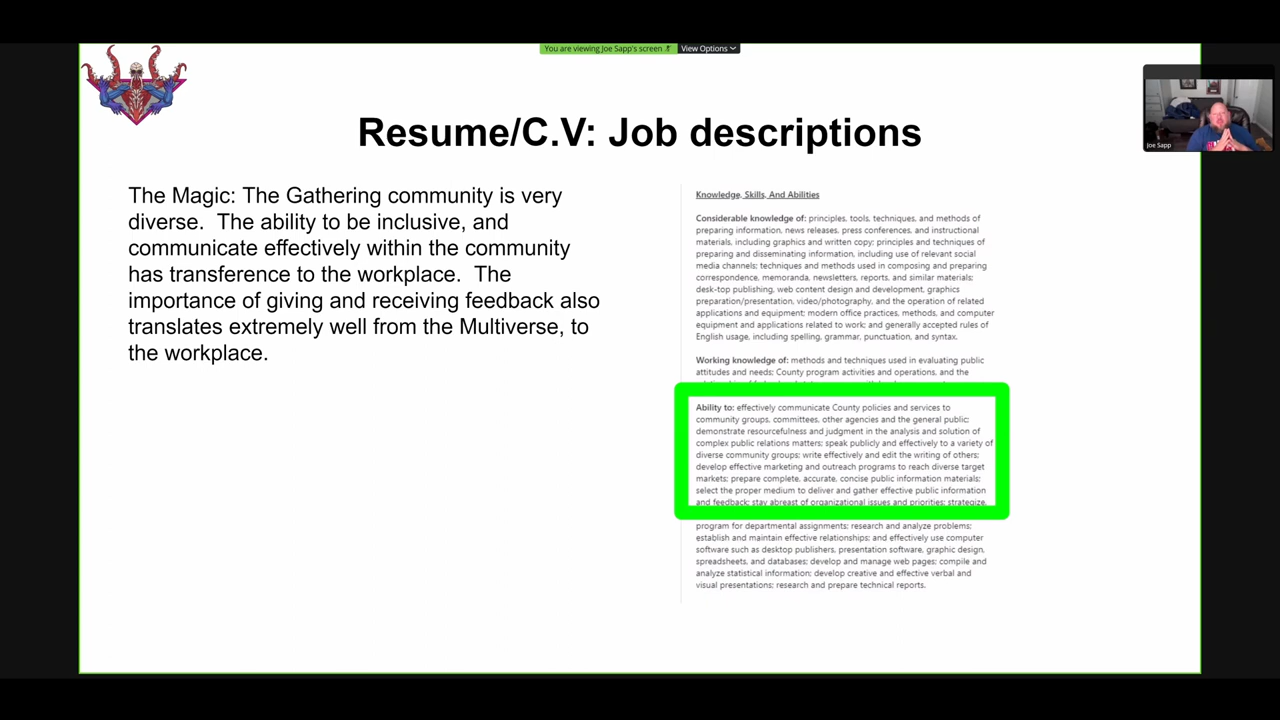 You are viewing Joe Sapp's screen
View Options
Joe Sapp
Resume/C.V: Job descriptions
The Magic: The Gathering community is very
diverse.  The ability to be inclusive, and
communicate effectively within the community
has transference to the workplace.  The
importance of giving and receiving feedback also
translates extremely well from the Multiverse, to
the workplace.
Knowledge, Skills, And Abilities
Considerable knowledge of: principles, tools, techniques, and methods of
preparing information, news releases, press conferences, and instructional
materials, including graphics and written copy; principles and techniques of
preparing and disseminating information, including use of relevant social
media channels; techniques and methods used in composing and preparing
correspondence, memoranda, newsletters, reports, and similar materials;
desk-top publishing, web content design and development, graphics
preparation/presentation, video/photography, and the operation of related
applications and equipment; modern office practices, methods, and computer
equipment and applications related to work; and generally accepted rules of
English usage, including spelling, grammar, punctuation, and syntax.
Working knowledge of: methods and techniques used in evaluating public
attitudes and needs; County program activities and operations, and the
Ability to: effectively communicate County policies and services to
community groups, committees, other agencies and the general public;
demonstrate resourcefulness and judgment in the analysis and solution of
complex public relations matters; speak publicly and effectively to a variety of
diverse community groups; write effectively and edit the writing of others;
develop effective marketing and outreach programs to reach diverse target
markets; prepare complete, accurate, concise public information materials;
select the proper medium to deliver and gather effective public information
and feedback; stay abreast of organizational issues and priorities; strategize,
program for departmental assignments; research and analyze problems;
establish and maintain effective relationships; and effectively use computer
software such as desktop publishers, presentation software, graphic design,
spreadsheets, and databases; develop and manage web pages; compile and
analyze statistical information; develop creative and effective verbal and
visual presentations; research and prepare technical reports.